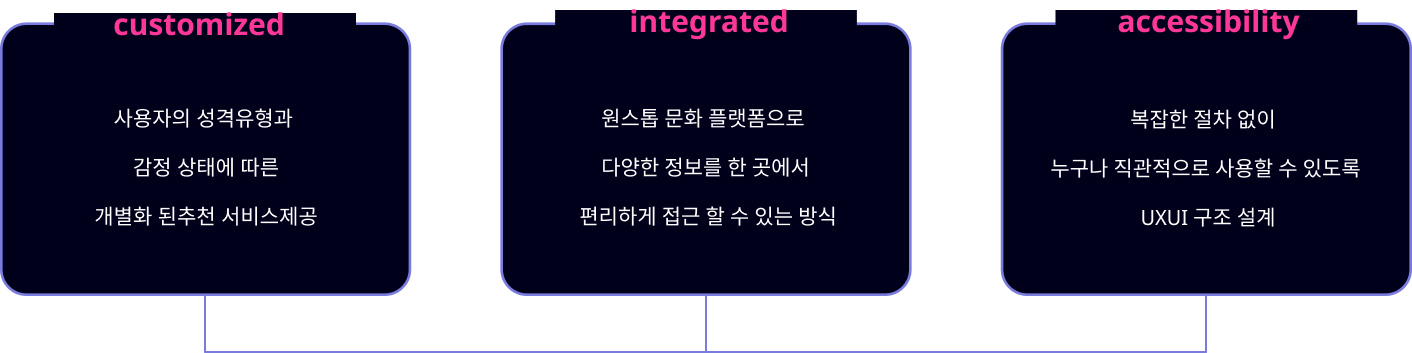 customized
사용자의 성격유형과
감정 상태에 따른
개별화 된추천 서비스제공
integrated
원스톱 문화 플랫폼으로
다양한 정보를 한 곳에서
편리하게 접근 할 수 있는 방식
accessibility
복잡한 절차 없이
누구나 직관적으로 사용할 수 있도록
UXUI 구조 설계